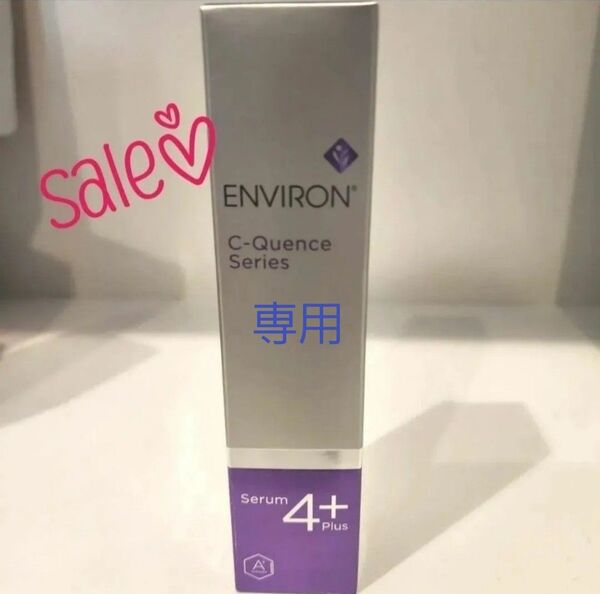 sale
ENVIRON®
C-Quence
Series
専用
Serum 4+
Plus
A+